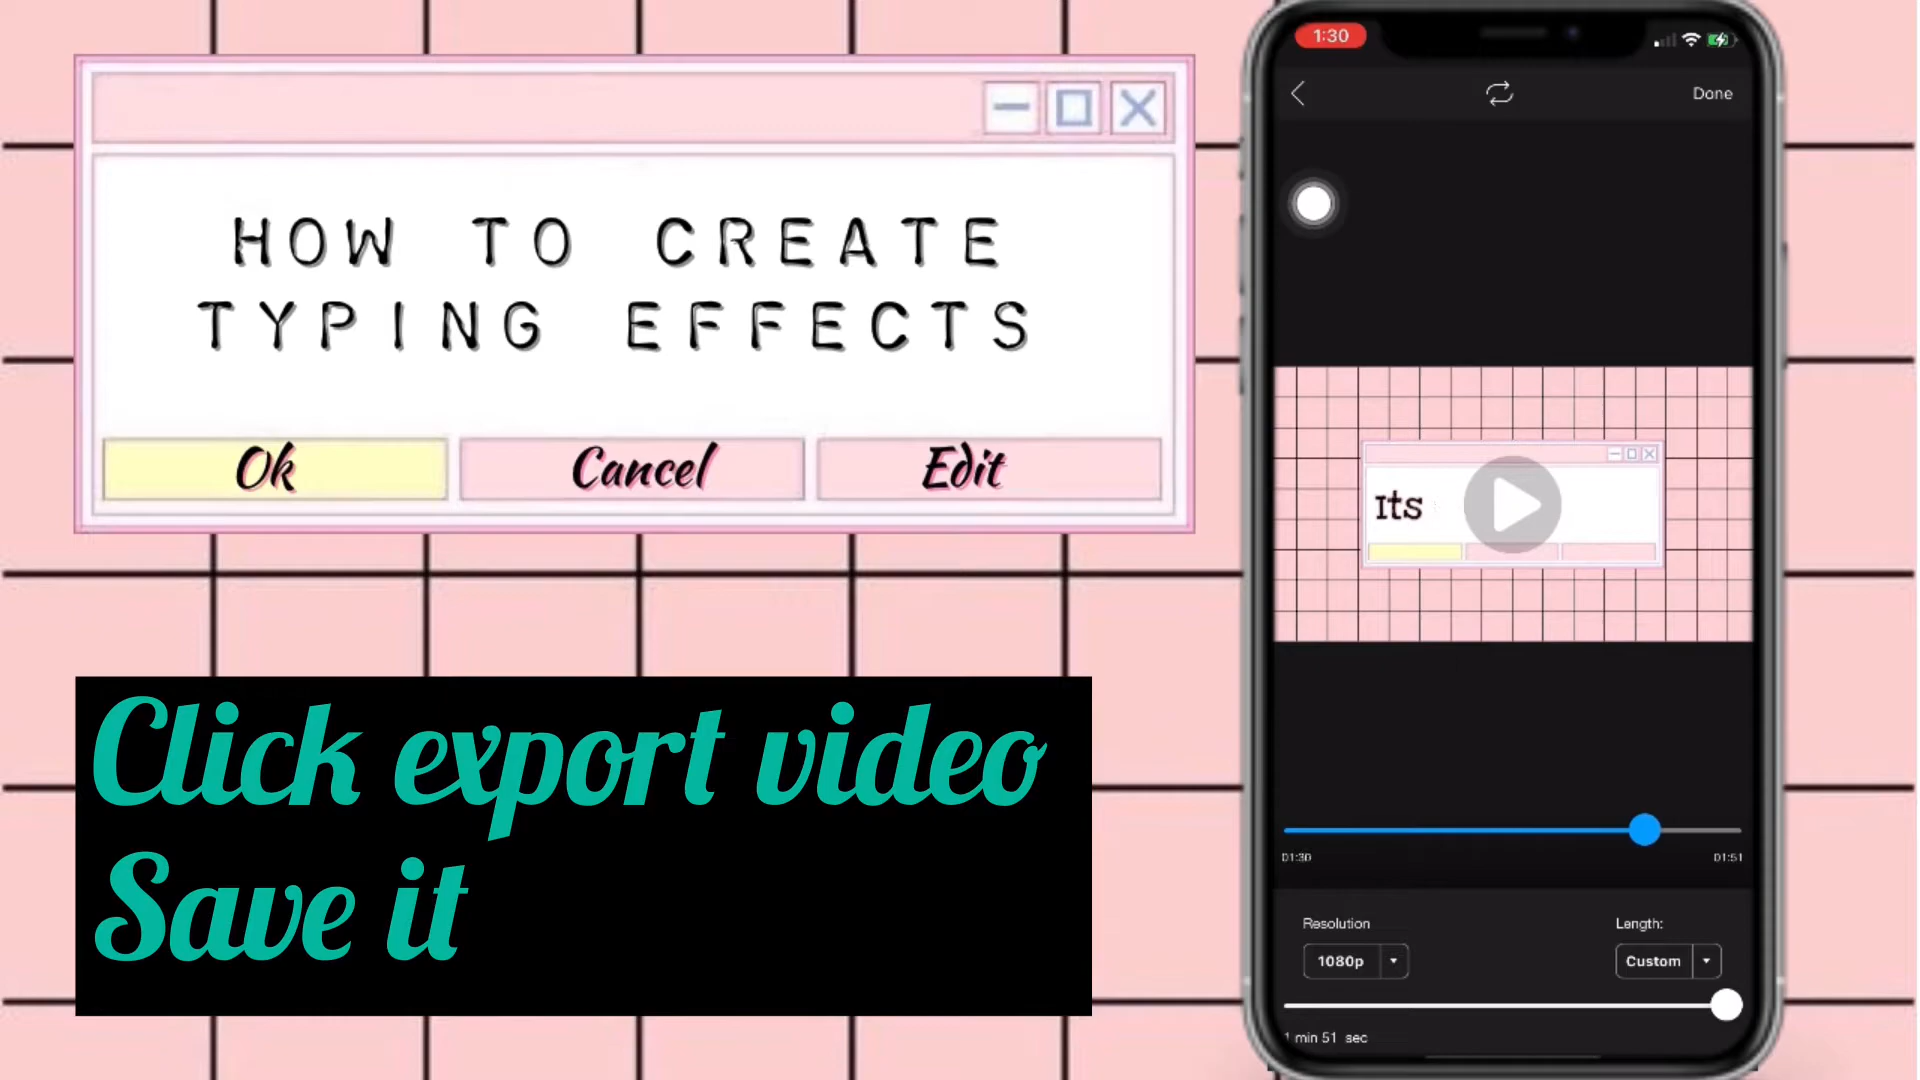 HOW TO CREATE
TYPING EFFECTS
Ok
Cancel
Edit
Click export video
Save it
1:30
Done
Its
01:30
01:51
Resolution
Length:
1080p
Custom
1 min 51 sec